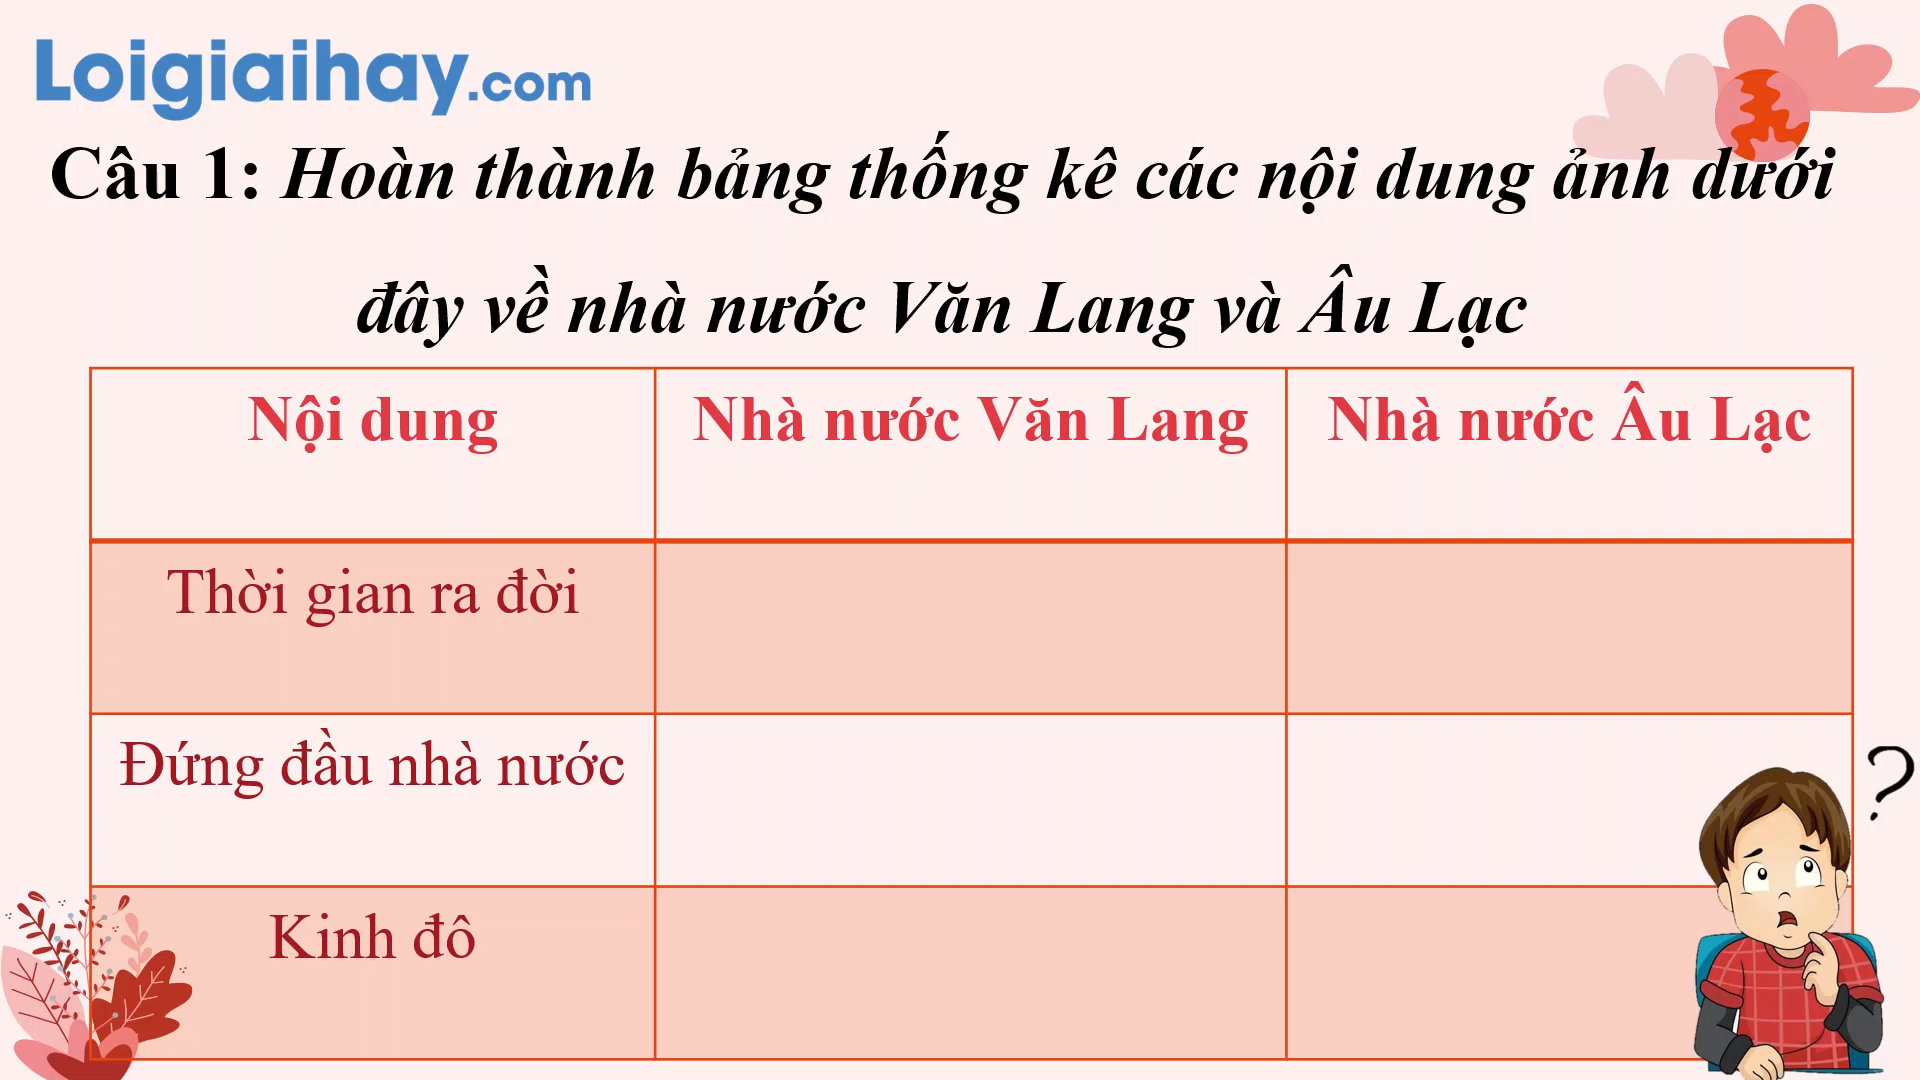 Loigiaihay.com
Câu 1: Hoàn thành bảng thống kê các nội dung ảnh dưới
đây về nhà nước Văn Lang và Âu Lạc
Nội dung
Nhà nước Văn Lang
Nhà nước Âu Lạc
Thời gian ra đời
Đứng đầu nhà nước
?
Kinh đô